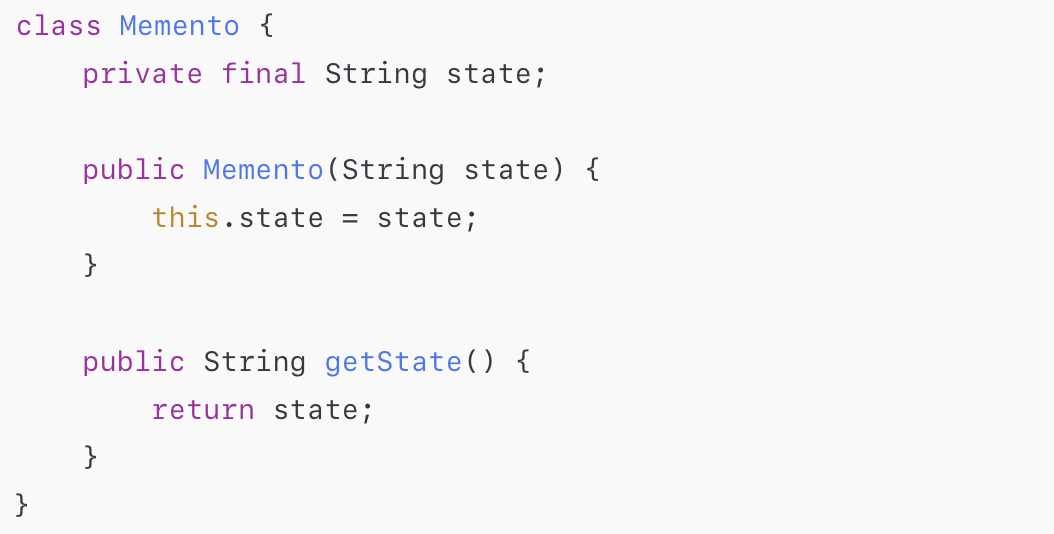 class Memento {
    private final String state;

    public Memento(String state) {
        this.state = state;
    }

    public String getState() {
        return state;
    }
}